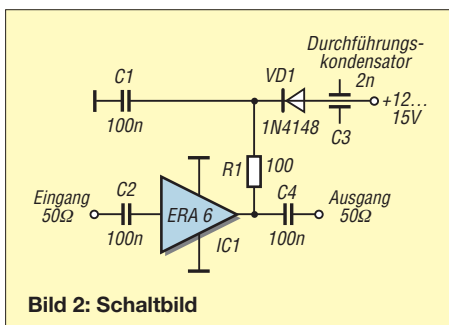 Durchführungs-
kondensator
C1
VD1
2n
+12...
15V
100n
1N4148
C3
R1
100
Eingang
50Ω
C2
C4
Ausgang
50Ω
ERA 6
100n
IC1
100n
Bild 2: Schaltbild